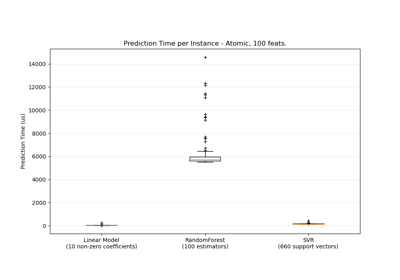 Prediction Time per Instance - Atomic, 100 feats.
Prediction Time (us)
14000
12000
10000
8000
6000
4000
2000
0
Linear Model
(10 non-zero coefficients)
RandomForest
(100 estimators)
SVR
(660 support vectors)